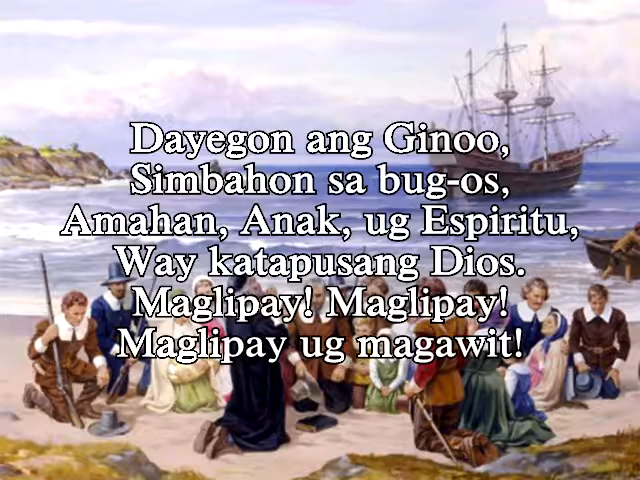 Dayegon ang Ginoo,
Simbahon sa bug-os,
Amahan, Anak, ug Espiritu,
Way katapusang Dios.
Maglipay! Maglipay!
Maglipay ug magawit!